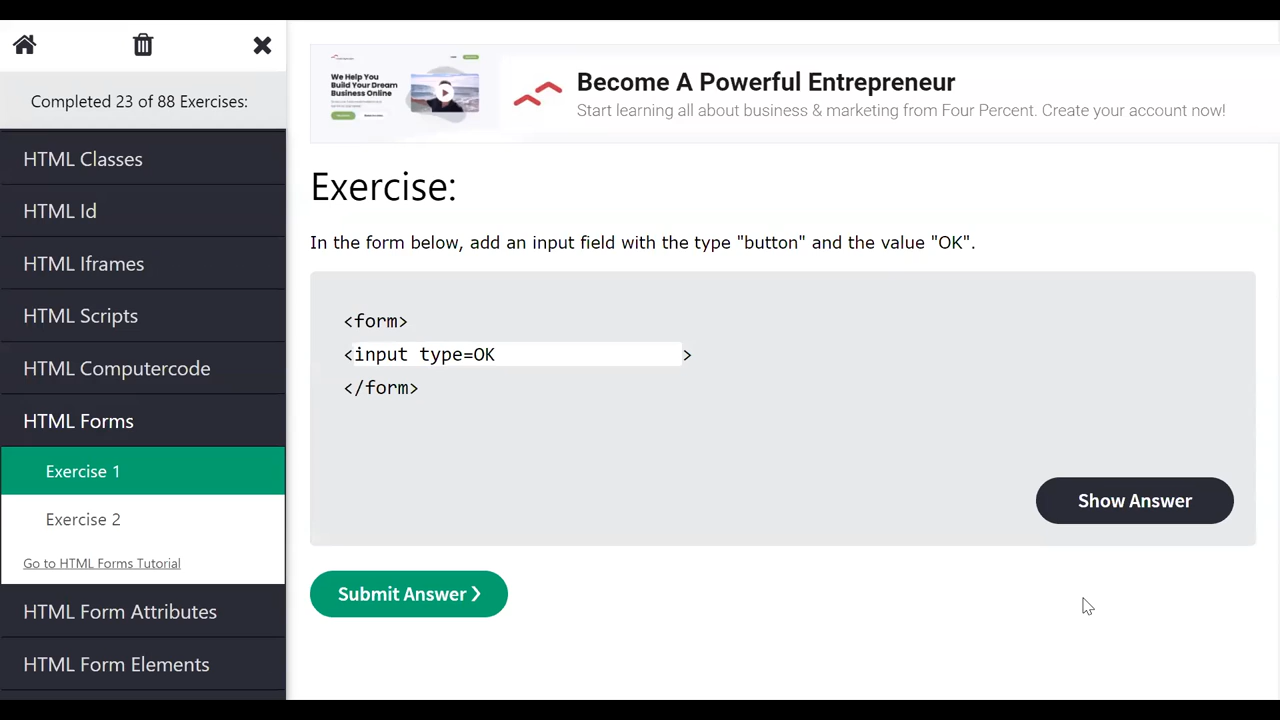 Completed 23 of 88 Exercises:
HTML Classes
HTML Id
HTML Iframes
HTML Scripts
HTML Computercode
HTML Forms
Exercise 1
Exercise 2
Go to HTML Forms Tutorial
HTML Form Attributes
HTML Form Elements
We Help You
Build Your Dream
Business Online
Become A Powerful Entrepreneur
Start learning all about business & marketing from Four Percent. Create your account now!
Exercise:
In the form below, add an input field with the type "button" and the value "OK".
<form>
<input type=OK >
</form>
Show Answer
Submit Answer ❯